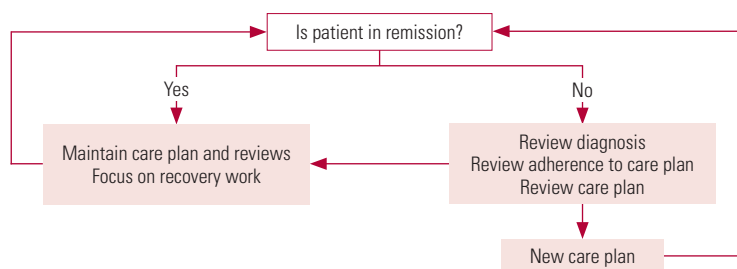 Is patient in remission?
Yes
No
Maintain care plan and reviews
Focus on recovery work
Review diagnosis
Review adherence to care plan
Review care plan
New care plan